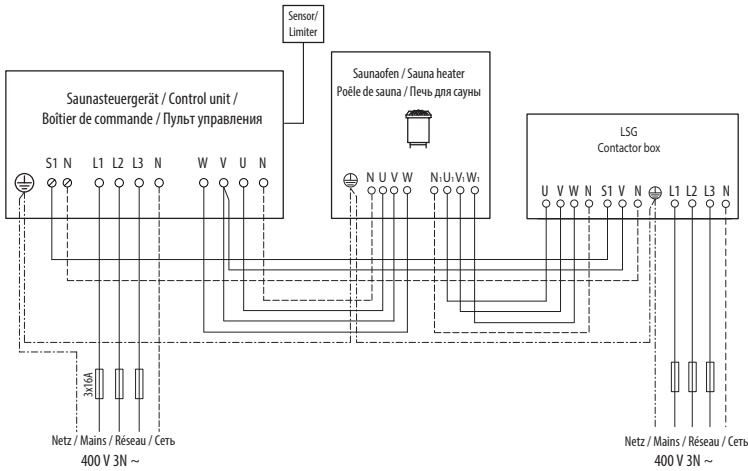 Sensor/
Limiter
Saunasteuergerät / Control unit /
Boîtier de commande / Пульт управления
S1 N L1 L2 L3 N W V U N
Saunaofen / Sauna heater
Poêle de sauna / Печь для сауны
N U V W N1 U1 V1 W1
LSG
Contactor box
U V W N S1 V N L1 L2 L3 N
3x16A
Netz / Mains / Réseau / Сеть
400 V 3N ~
Netz / Mains / Réseau / Сеть
400 V 3N ~